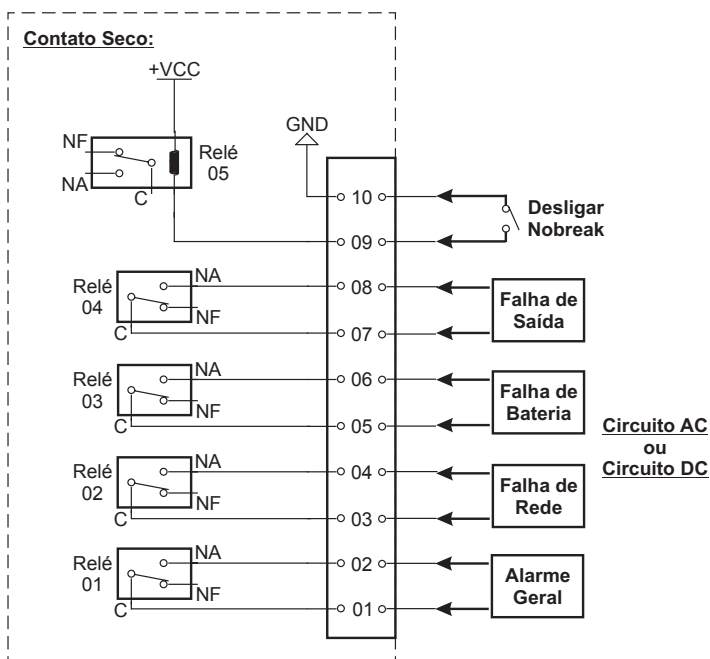 Contato Seco:
+VCC
GND
NF
NA
C
Relé
05
10
09
Desligar
Nobreak
Relé
04
NA
NF
C
08
07
Falha de
Saída
Relé
03
NA
NF
C
06
05
Falha de
Bateria
Circuito AC
ou
Circuito DC
Relé
02
NA
NF
C
04
03
Falha de
Rede
Relé
01
NA
NF
C
02
01
Alarme
Geral